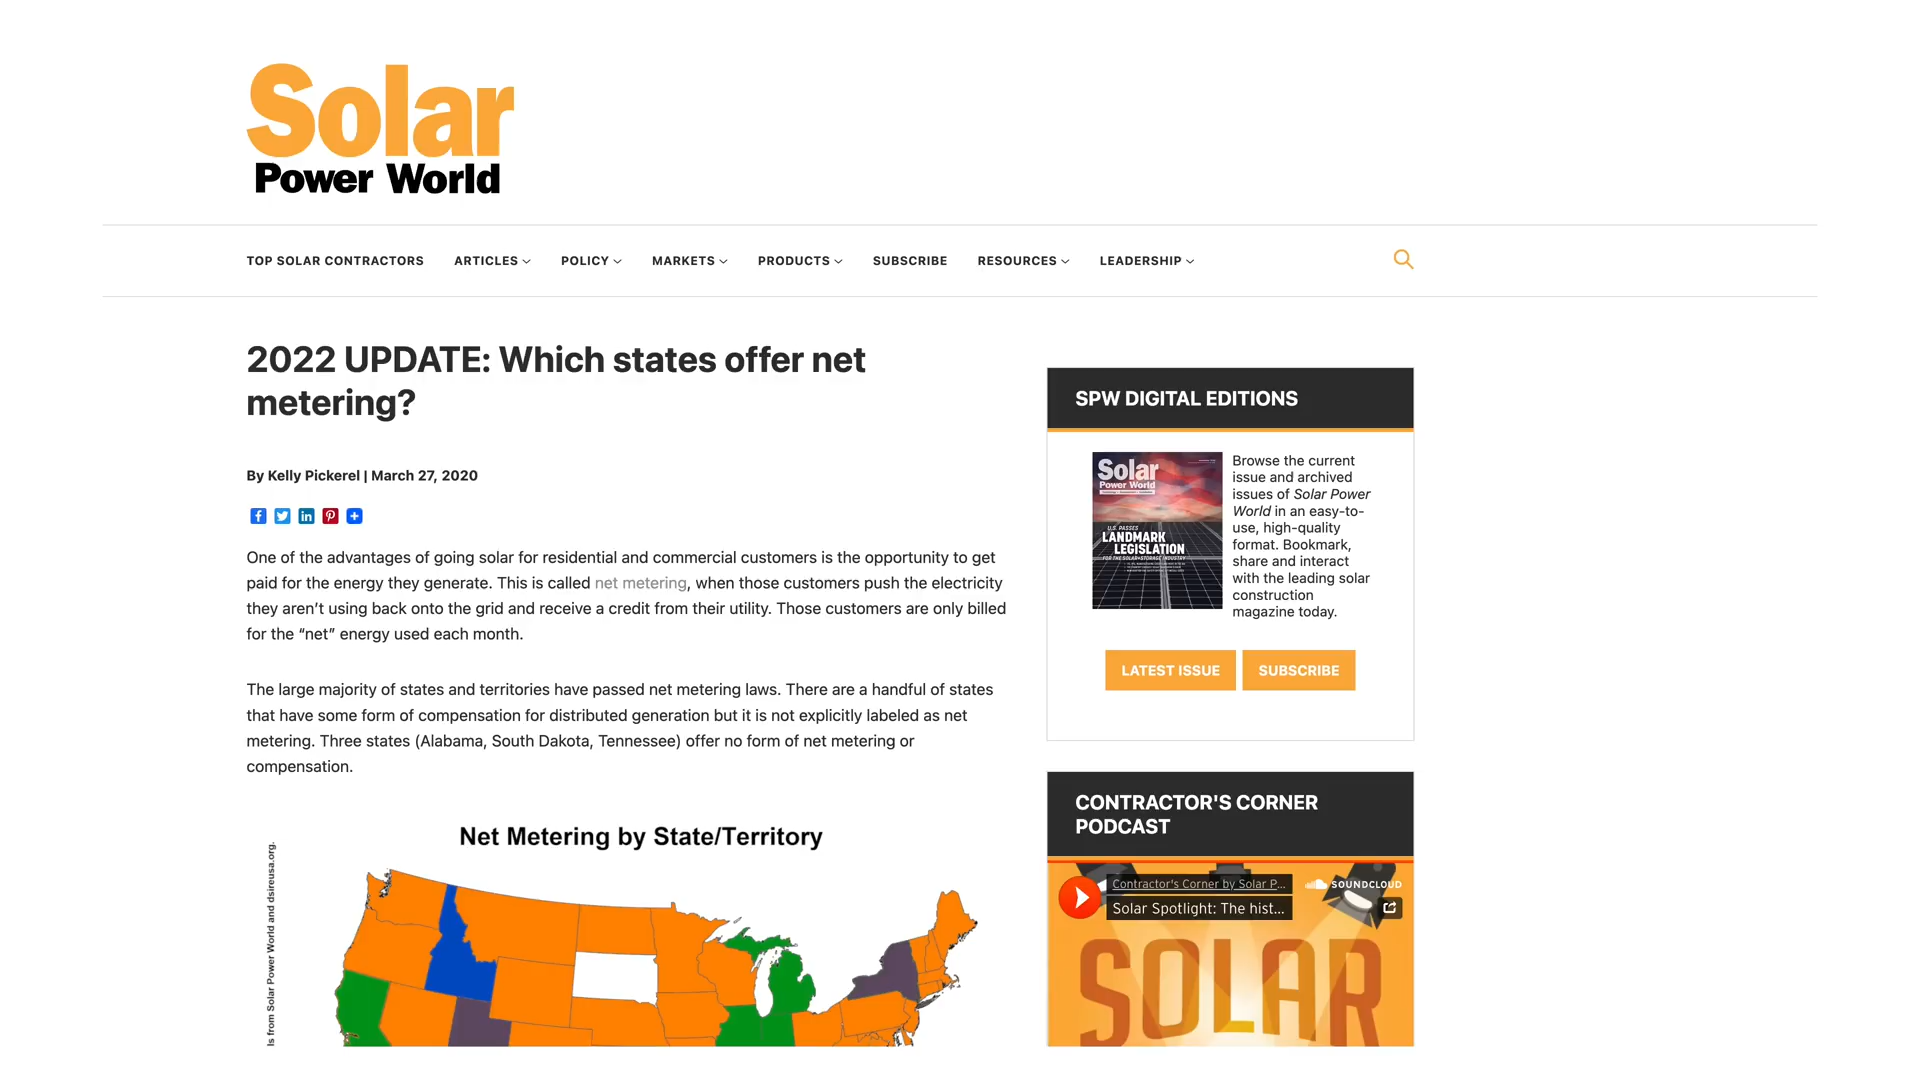 Solar
Power World
TOP SOLAR CONTRACTORS ARTICLES POLICY MARKETS PRODUCTS SUBSCRIBE RESOURCES LEADERSHIP
2022 UPDATE: Which states offer net
metering?
By Kelly Pickerel | March 27, 2020
One of the advantages of going solar for residential and commercial customers is the opportunity to get
paid for the energy they generate. This is called net metering, when those customers push the electricity
they aren’t using back onto the grid and receive a credit from their utility. Those customers are only billed
for the “net” energy used each month.
The large majority of states and territories have passed net metering laws. There are a handful of states
that have some form of compensation for distributed generation but it is not explicitly labeled as net
metering. Three states (Alabama, South Dakota, Tennessee) offer no form of net metering or
compensation.
Net Metering by State/Territory
ls from Solar Power World and dsireusa.org.
SPW DIGITAL EDITIONS
Solar
Power World
U.S. PASSES
LANDMARK
LEGISLATION
FOR THE SOLAR+STORAGE INDUSTRY
Browse the current
issue and archived
issues of Solar Power
World in an easy-to-
use, high-quality
format. Bookmark,
share and interact
with the leading solar
construction
magazine today.
LATEST ISSUE SUBSCRIBE
CONTRACTOR'S CORNER
PODCAST
Contractor's Corner by Solar P...
SOUNDCLOUD
Solar Spotlight: The hist...
SOLAR